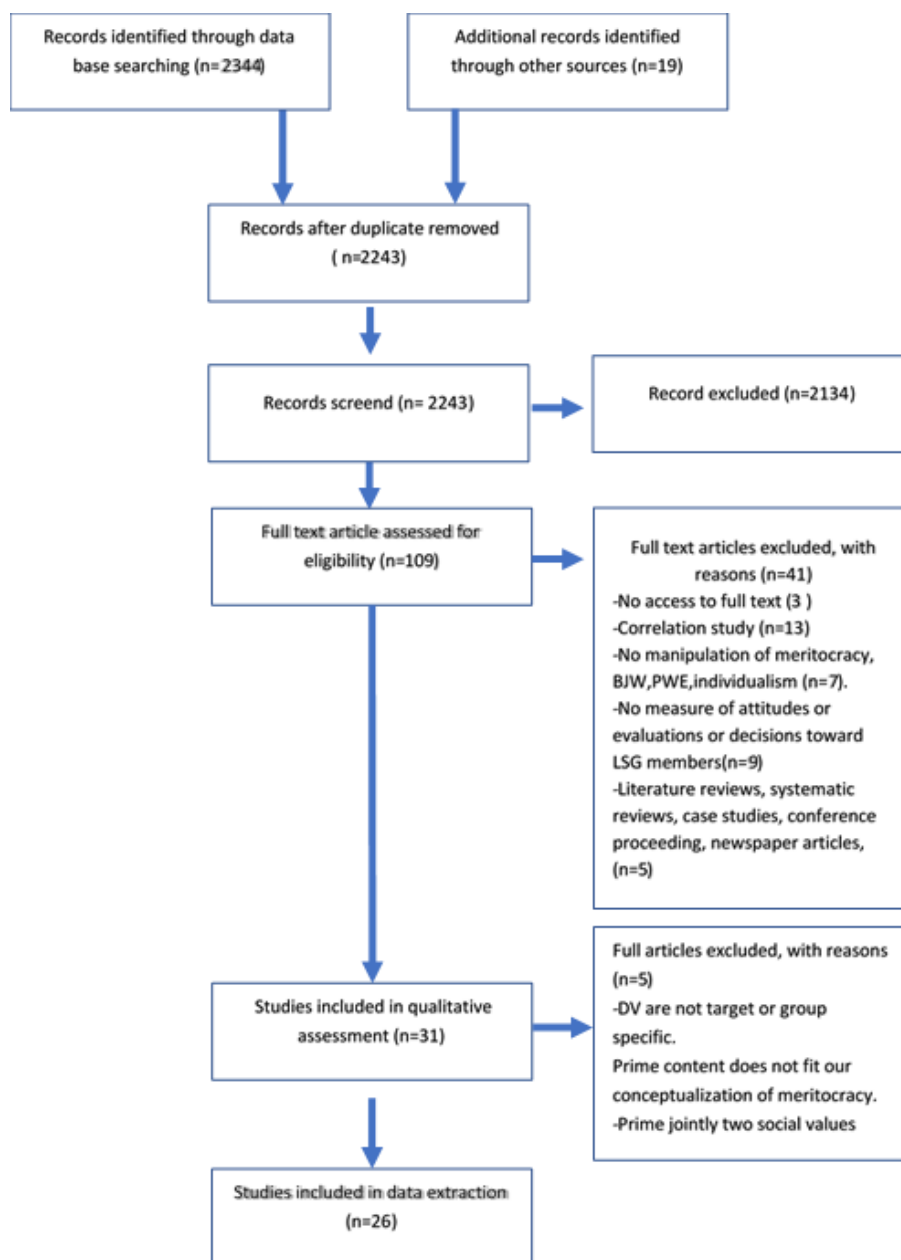 Records identified through data
base searching (n=2344)
Additional records identified
through other sources (n=19)
Records after duplicate removed
( n=2243)
Records screend (n= 2243)
Record excluded (n=2134)
Full text article assessed for
eligibility (n=109)
Full text articles excluded, with
reasons (n=41)
-No access to full text (3 )
-Correlation study (n=13)
-No manipulation of meritocracy,
BJW,PWE,individualism (n=7).
-No measure of attitudes or
evaluations or decisions toward
LSG members(n=9)
-Literature reviews, systematic
reviews, case studies, conference
proceeding, newspaper articles,
(n=5)
Studies included in qualitative
assessment (n=31)
Full articles excluded, with reasons
(n=5)
-DV are not target or group
specific.
Prime content does not fit our
conceptualization of meritocracy.
-Prime jointly two social values
Studies included in data extraction
(n=26)